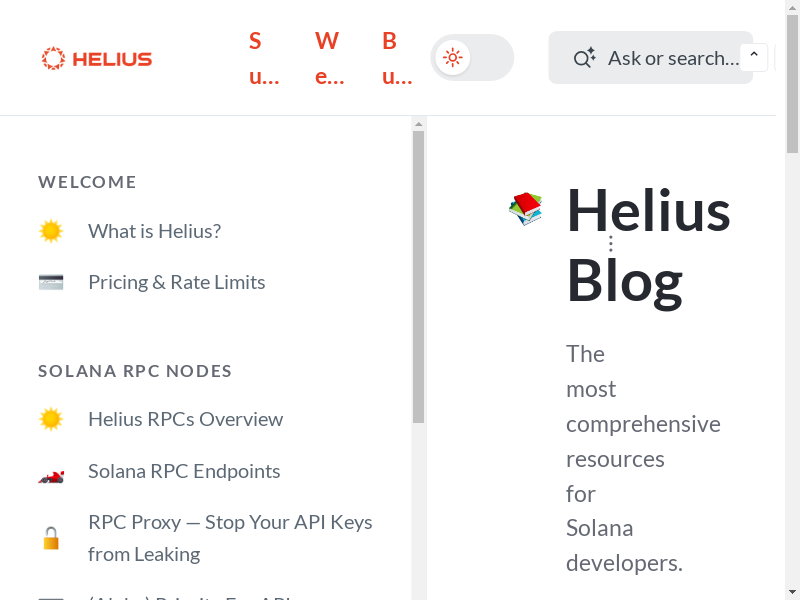 HELIUS
Su...
We...
Bu...
Ask or search...
WELCOME
What is Helius?
Pricing & Rate Limits
SOLANA RPC NODES
Helius RPCs Overview
Solana RPC Endpoints
RPC Proxy — Stop Your API Keys
from Leaking
Helius
Blog
The
most
comprehensive
resources
for
Solana
developers.